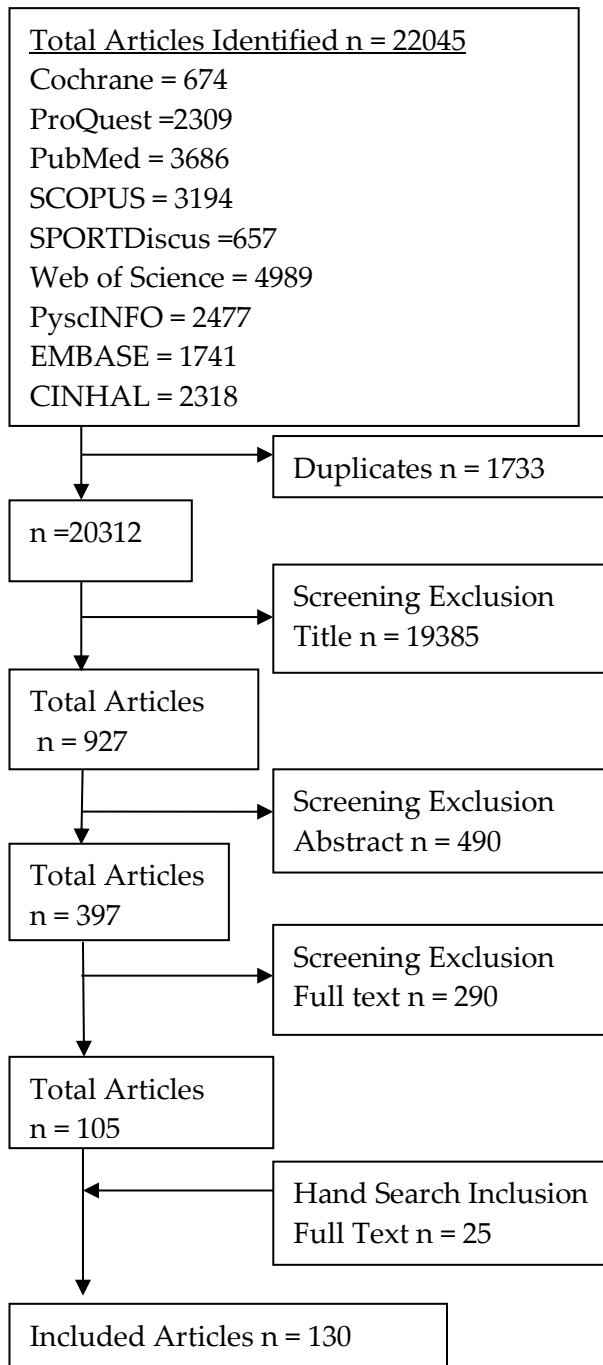 Total Articles Identified n = 22045
Cochrane = 674
ProQuest =2309
PubMed = 3686
SCOPUS = 3194
SPORTDiscus =657
Web of Science = 4989
PyscINFO = 2477
EMBASE = 1741
CINHAL = 2318
Duplicates n = 1733
n =20312
Screening Exclusion
Title n = 19385
Total Articles
n = 927
Screening Exclusion
Abstract n = 490
Total Articles
n = 397
Screening Exclusion
Full text n = 290
Total Articles
n = 105
Hand Search Inclusion
Full Text n = 25
Included Articles n = 130